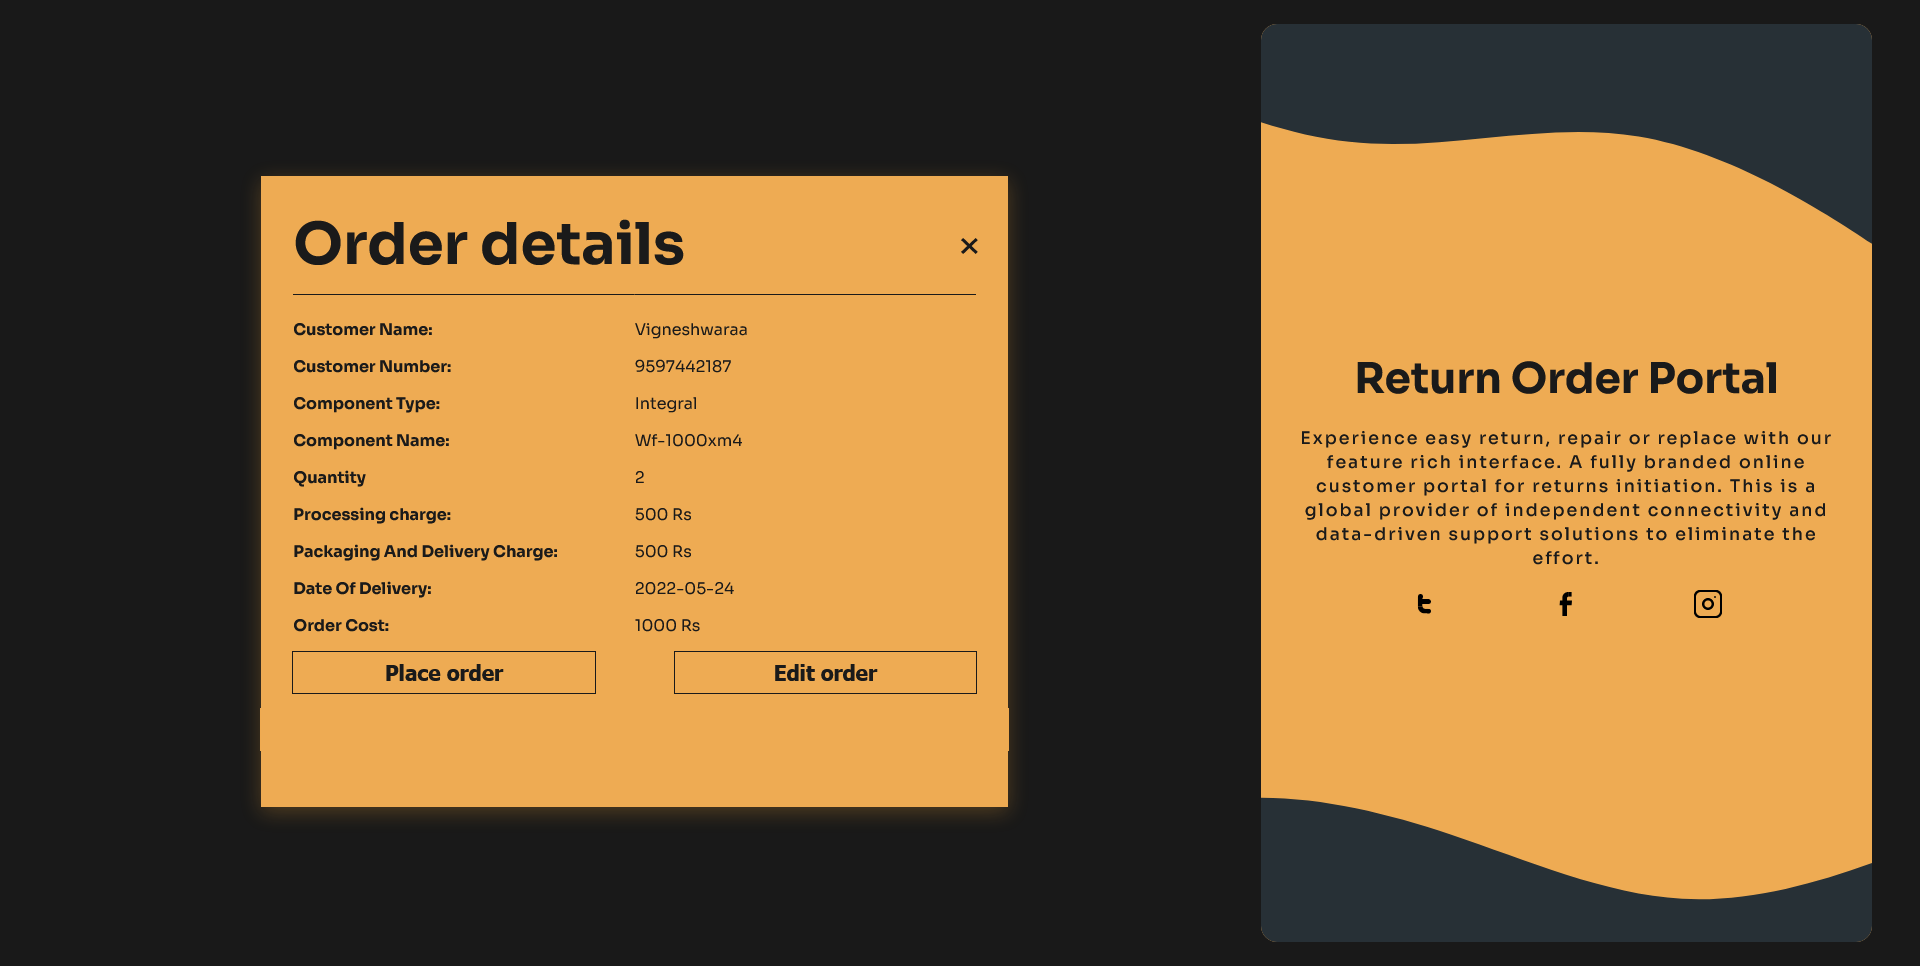 Order details
Customer Name: Vigneshwaraa
Customer Number: 9597442187
Component Type: Integral
Component Name: Wf-1000xm4
Quantity 2
Processing charge: 500 Rs
Packaging And Delivery Charge: 500 Rs
Date Of Delivery: 2022-05-24
Order Cost: 1000 Rs
Place order Edit order
Return Order Portal
Experience easy return, repair or replace with our
feature rich interface. A fully branded online
customer portal for returns initiation. This is a
global provider of independent connectivity and
data-driven support solutions to eliminate the
effort.